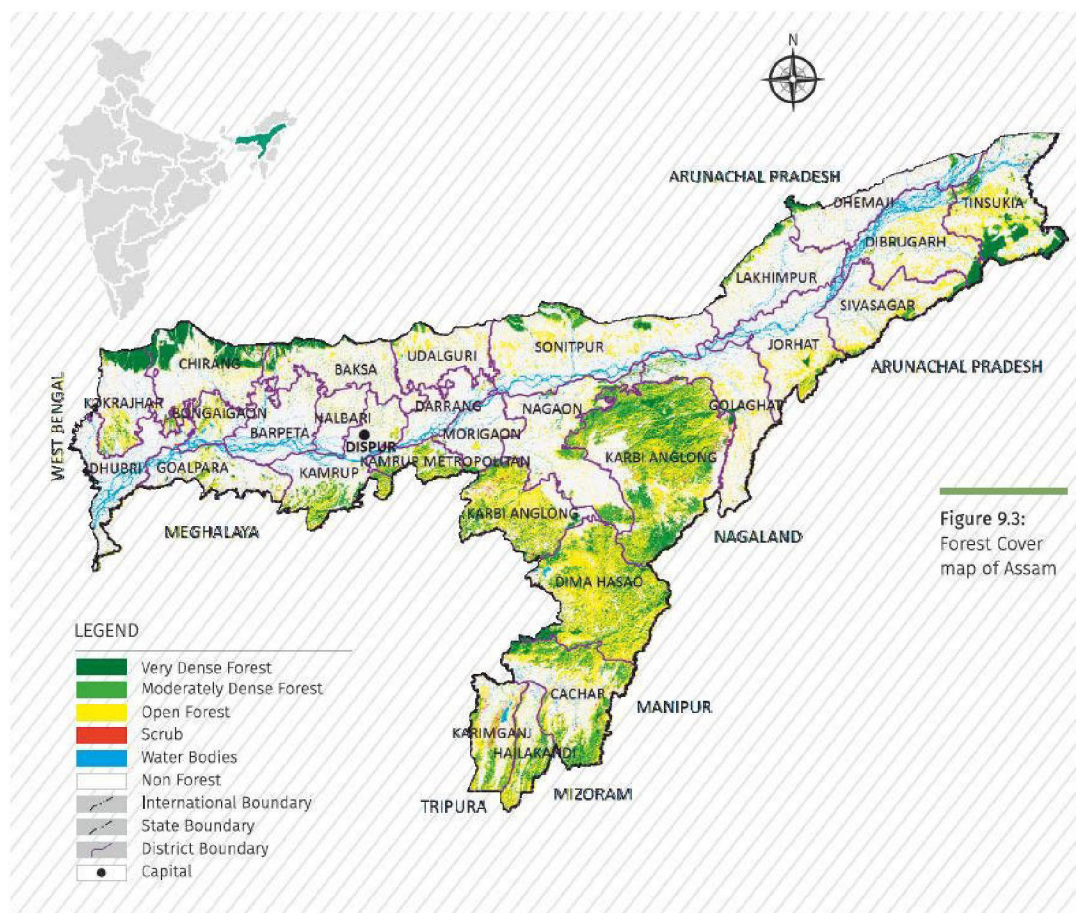 N
ARUNACHAL PRADESH
DHEMAJI
TINSUKIA
DIBRUGARH
LAKHIMPUR
SIVASAGAR
JORHAT
ARUNACHAL PRADESH
SONITPUR
UDALGURI
BAKSA
CHIRANG
KOKRAJHAR
BONGAIGAON
NALBARI
DARRANG
NAGAON
GOLAGHAT
BARPETA
DISPUR
MORIGAON
WEST BENGAL
DHUBRI
GOALPARA
KAMRUP
KAMRUP METROPOLITAN
KARBI ANGLONG
KARBI ANGLONG
MEGHALAYA
NAGALAND
DIMA HASAO
CACHAR
MANIPUR
KARIMGANJ
HAILAKANDI
MIZORAM
TRIPURA
Figure 9.3:
Forest Cover
map of Assam
LEGEND
Very Dense Forest
Moderately Dense Forest
Open Forest
Scrub
Water Bodies
Non Forest
International Boundary
State Boundary
District Boundary
Capital